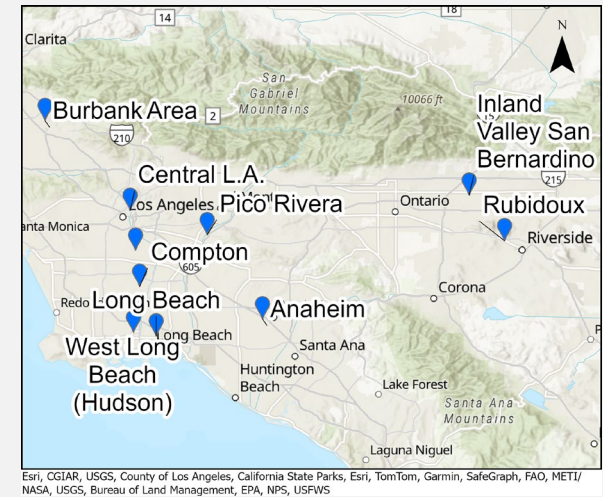 14
18
Clarita
N
San
Gabriel
Mountains
10066 ft
Burbank Area
2
210
Inland
Valley San
Bernardino
15
215
Central L.A.
Los Angeles
Pico Rivera
Ontario
Rubidoux
anta Monica
Compton
605
Riverside
Corona
Redo
Long Beach
Anaheim
Long Beach
West Long
Beach
(Hudson)
Santa Ana
Huntington
Beach
Lake Forest
Santa Ana
Mountains
Laguna Niguel
Esri, CGIAR, USGS, County of Los Angeles, California State Parks, Esri, TomTom, Garmin, SafeGraph, FAO, METI/
NASA, USGS, Bureau of Land Management, EPA, NPS, USFWS